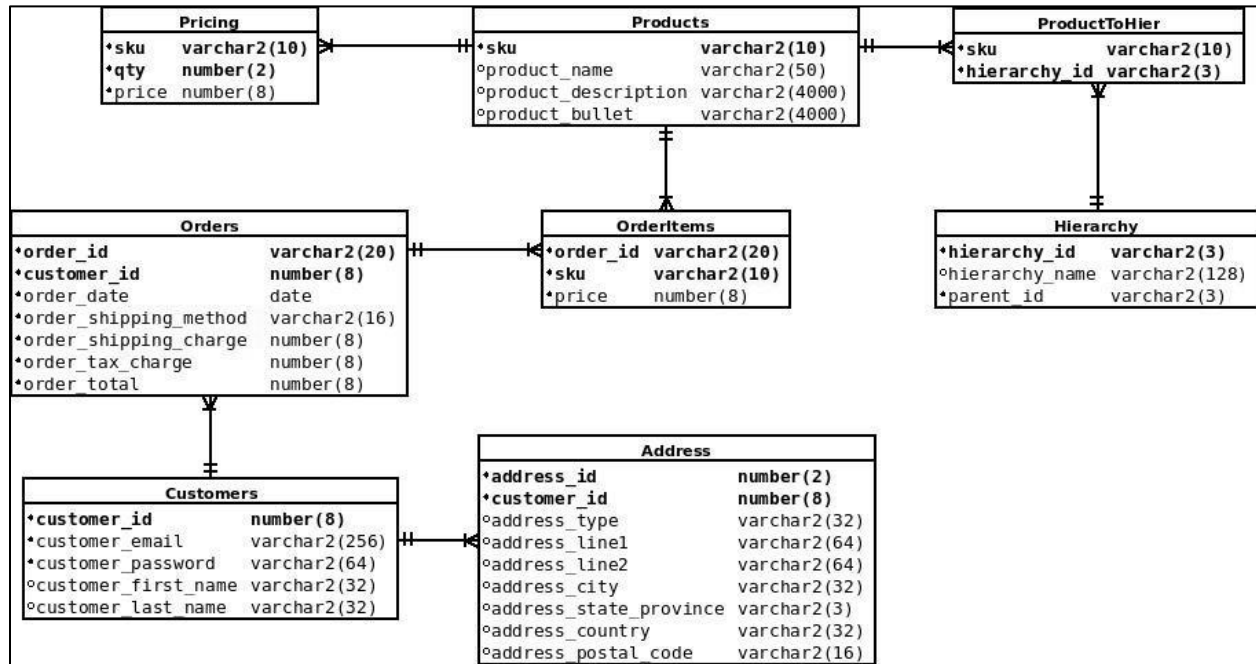 Pricing
sku varchar2(10)
qty number(2)
price number(8)
Products
sku varchar2(10)
product_name varchar2(50)
product_description varchar2(4000)
product_bullet varchar2(4000)
ProductToHier
sku varchar2(10)
hierarchy_id varchar2(3)
Orders
order_id varchar2(20)
customer_id number(8)
order_date date
order_shipping_method varchar2(16)
order_shipping_charge number(8)
order_tax_charge number(8)
order_total number(8)
OrderItems
order_id varchar2(20)
sku varchar2(10)
price number(8)
Hierarchy
hierarchy_id varchar2(3)
hierarchy_name varchar2(128)
parent_id varchar2(3)
Customers
customer_id number(8)
customer_email varchar2(256)
customer_password varchar2(64)
customer_first_name varchar2(32)
customer_last_name varchar2(32)
Address
address_id number(2)
customer_id number(8)
address_type varchar2(32)
address_line1 varchar2(64)
address_line2 varchar2(64)
address_city varchar2(32)
address_state_province varchar2(3)
address_country varchar2(32)
address_postal_code varchar2(16)